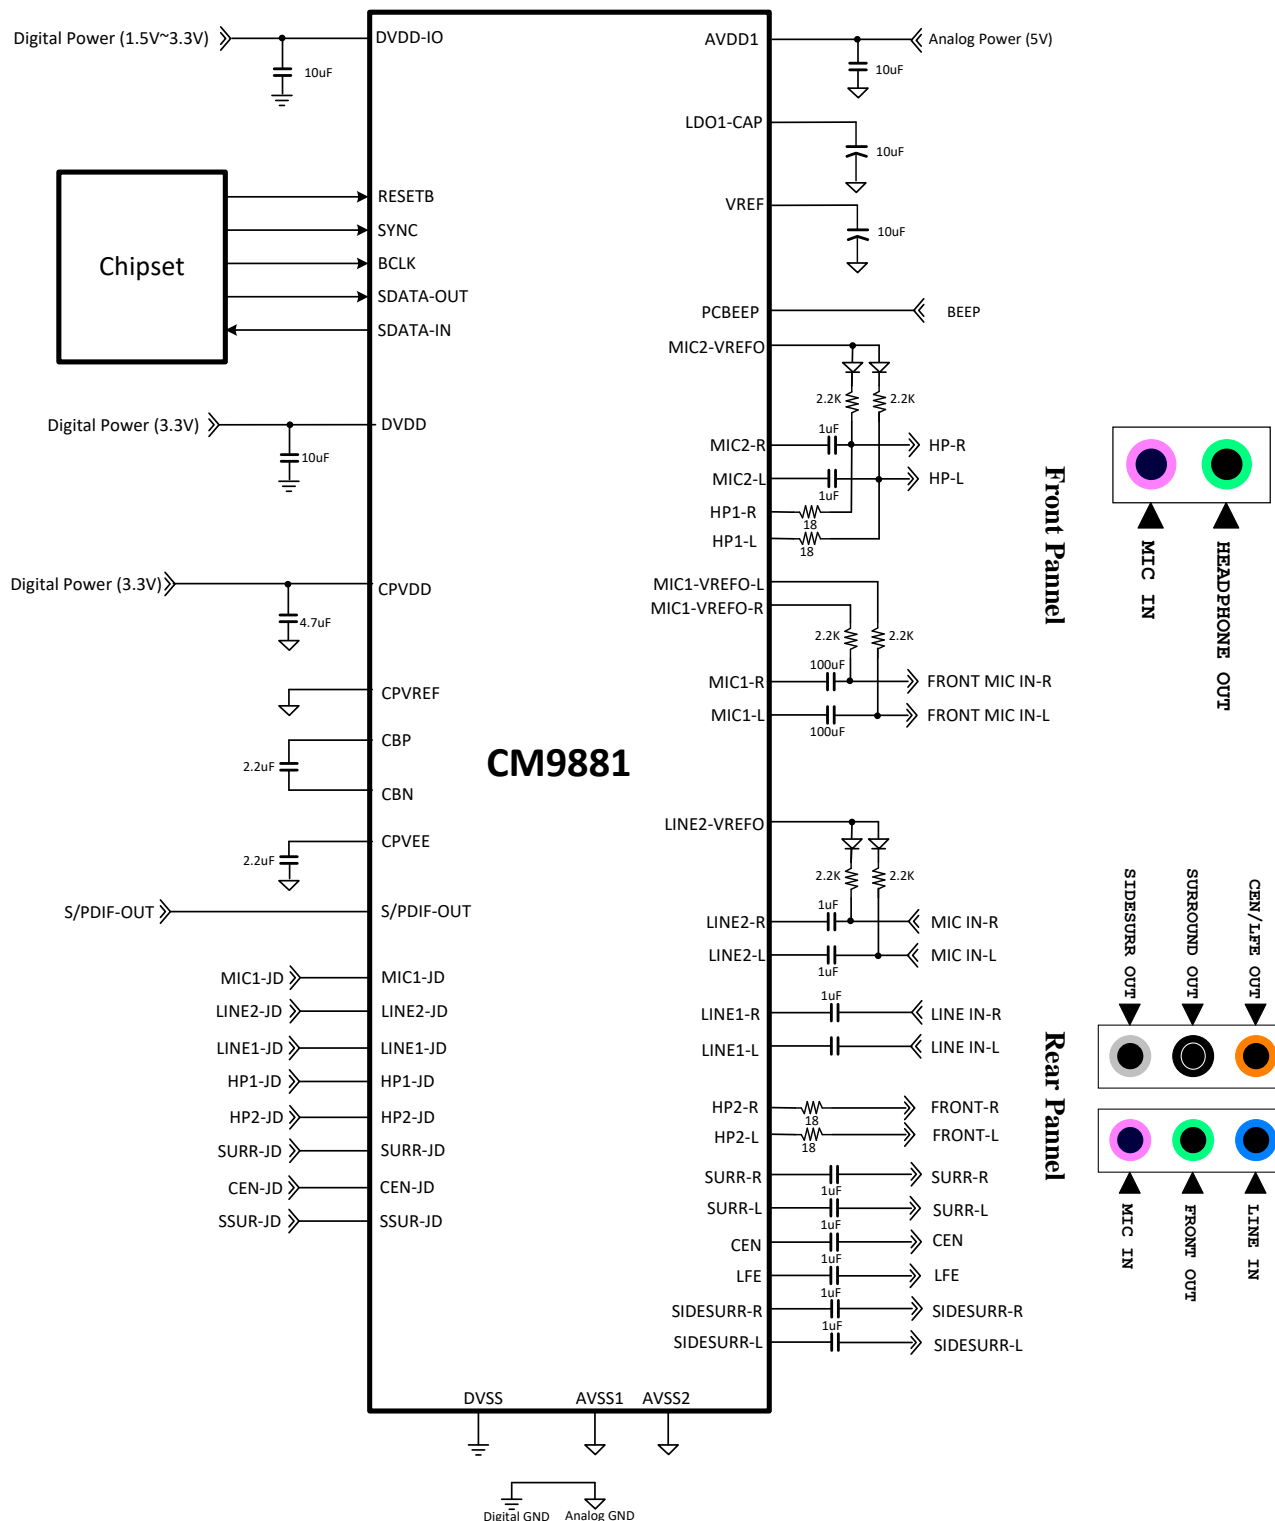 Digital Power (1.5V~3.3V)
10uF
DVDD-IO
AVDD1
Analog Power (5V)
10uF
LDO1-CAP
10uF
VREF
10uF
Chipset
RESETB
SYNC
BCLK
SDATA-OUT
SDATA-IN
PCBEEP
BEEP
MIC2-VREFO
2.2K
2.2K
Digital Power (3.3V)
10uF
DVDD
MIC2-R
1uF
HP-R
MIC2-L
1uF
HP-L
HP1-R
18
HP1-L
18
Digital Power (3.3V)
4.7uF
CPVDD
MIC1-VREFO-L
MIC1-VREFO-R
2.2K
2.2K
CPVREF
MIC1-R
100uF
FRONT MIC IN-R
MIC1-L
100uF
FRONT MIC IN-L
CBP
2.2uF
CBN
CM9881
CPVEE
2.2uF
LINE2-VREFO
2.2K
2.2K
S/PDIF-OUT
S/PDIF-OUT
LINE2-R
1uF
MIC IN-R
LINE2-L
1uF
MIC IN-L
MIC1-JD
MIC1-JD
LINE2-JD
LINE2-JD
LINE1-JD
LINE1-JD
HP1-JD
HP1-JD
HP2-JD
HP2-JD
SURR-JD
SURR-JD
CEN-JD
CEN-JD
SSUR-JD
SSUR-JD
LINE1-R
1uF
LINE IN-R
LINE1-L
LINE IN-L
HP2-R
18
FRONT-R
HP2-L
18
FRONT-L
SURR-R
1uF
SURR-R
SURR-L
1uF
SURR-L
CEN
1uF
CEN
LFE
1uF
LFE
SIDESURR-R
1uF
SIDESURR-R
SIDESURR-L
SIDESURR-L
DVSS
AVSS1
AVSS2
Digital GND
Analog GND
Front Pannel
MIC IN
HEADPHONE OUT
Rear Pannel
SIDESURR OUT
SURROUND OUT
CEN/LFE OUT
MIC IN
FRONT OUT
LINE IN